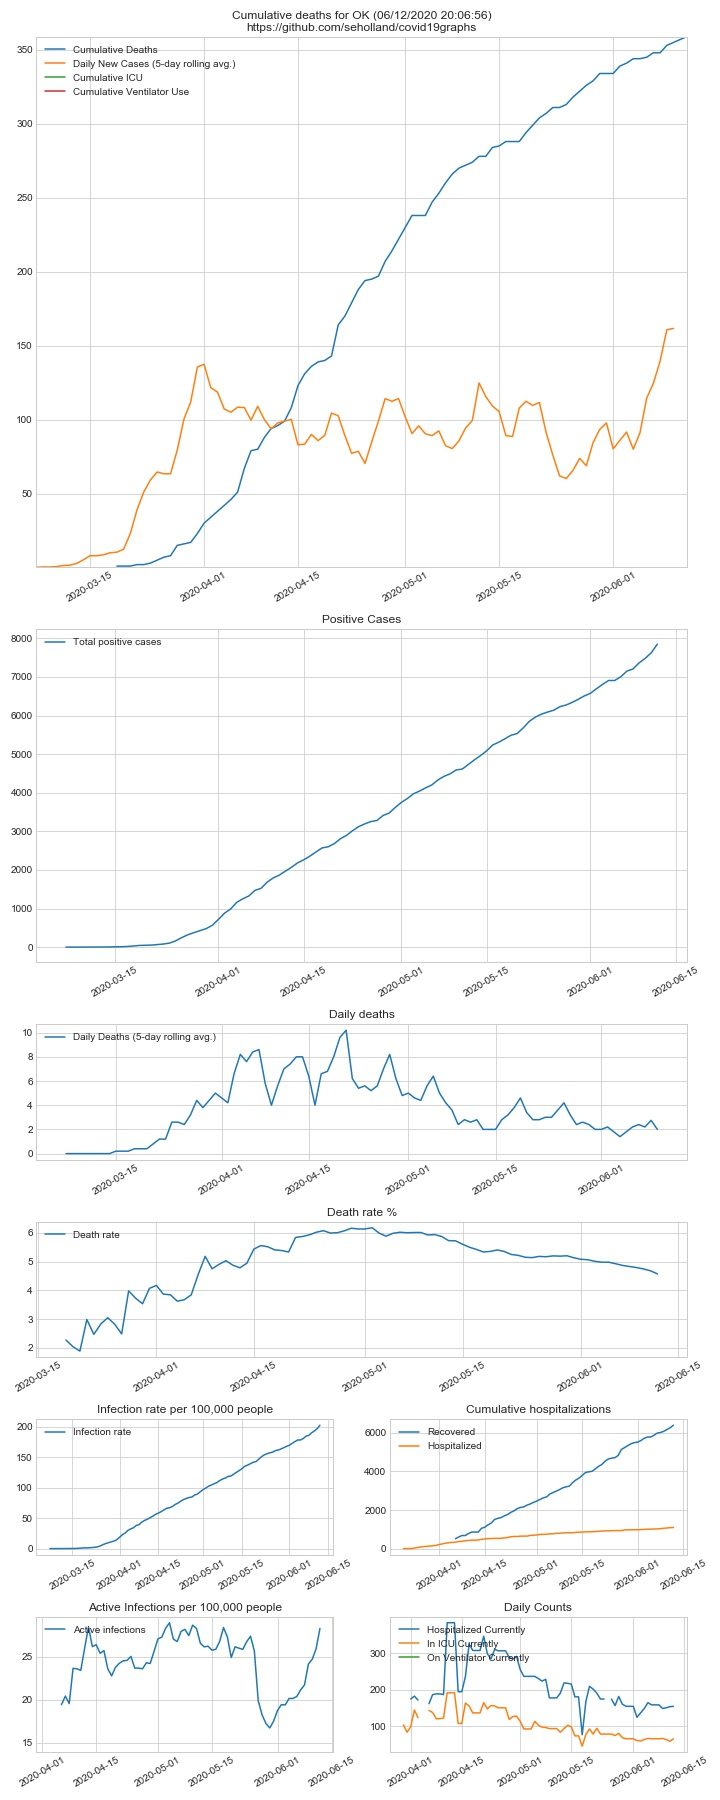 Cumulative deaths for OK (06/12/2020 20:06:56)
https://github.com/seholland/covid19graphs
Cumulative Deaths
Daily New Cases (5-day rolling avg.)
Cumulative ICU
Cumulative Ventilator Use
350
300
250
200
150
100
50
2020-03-15 2020-04-01 2020-04-15 2020-05-01 2020-05-15 2020-06-01
Positive Cases
Total positive cases
8000
7000
6000
5000
4000
3000
2000
1000
0
2020-03-15 2020-04-01 2020-04-15 2020-05-01 2020-05-15 2020-06-01 2020-06-15
Daily deaths
Daily Deaths (5-day rolling avg.)
10
8
6
4
2
0
2020-03-15 2020-04-01 2020-04-15 2020-05-01 2020-05-15 2020-06-01
Death rate %
Death rate
6
5
4
3
2
2020-03-15 2020-04-01 2020-04-15 2020-05-01 2020-05-15 2020-06-01 2020-06-15
Infection rate per 100,000 people
Infection rate
200
150
100
50
0
2020-03-15 2020-04-01 2020-04-15 2020-05-01 2020-05-15 2020-06-01 2020-06-15
Cumulative hospitalizations
Recovered
Hospitalized
6000
4000
2000
0
2020-04-01 2020-04-15 2020-05-01 2020-05-15 2020-06-01 2020-06-15
Active Infections per 100,000 people
Active infections
25
20
15
2020-04-01 2020-04-15 2020-05-01 2020-05-15 2020-06-01 2020-06-15
Daily Counts
Hospitalized Currently
In ICU Currently
On Ventilator Currently
300
200
100
2020-04-01 2020-04-15 2020-05-01 2020-05-15 2020-06-01 2020-06-15